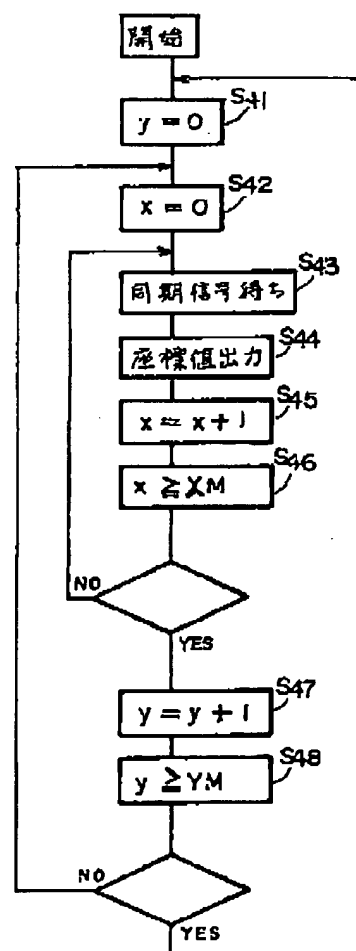 開始
S41
y = 0
S42
x = 0
S43
同期信号待ち
S44
座標値出力
S45
x = x + 1
S46
x ≧ XM
NO
YES
S47
y = y + 1
S48
y ≧ YM
NO
YES